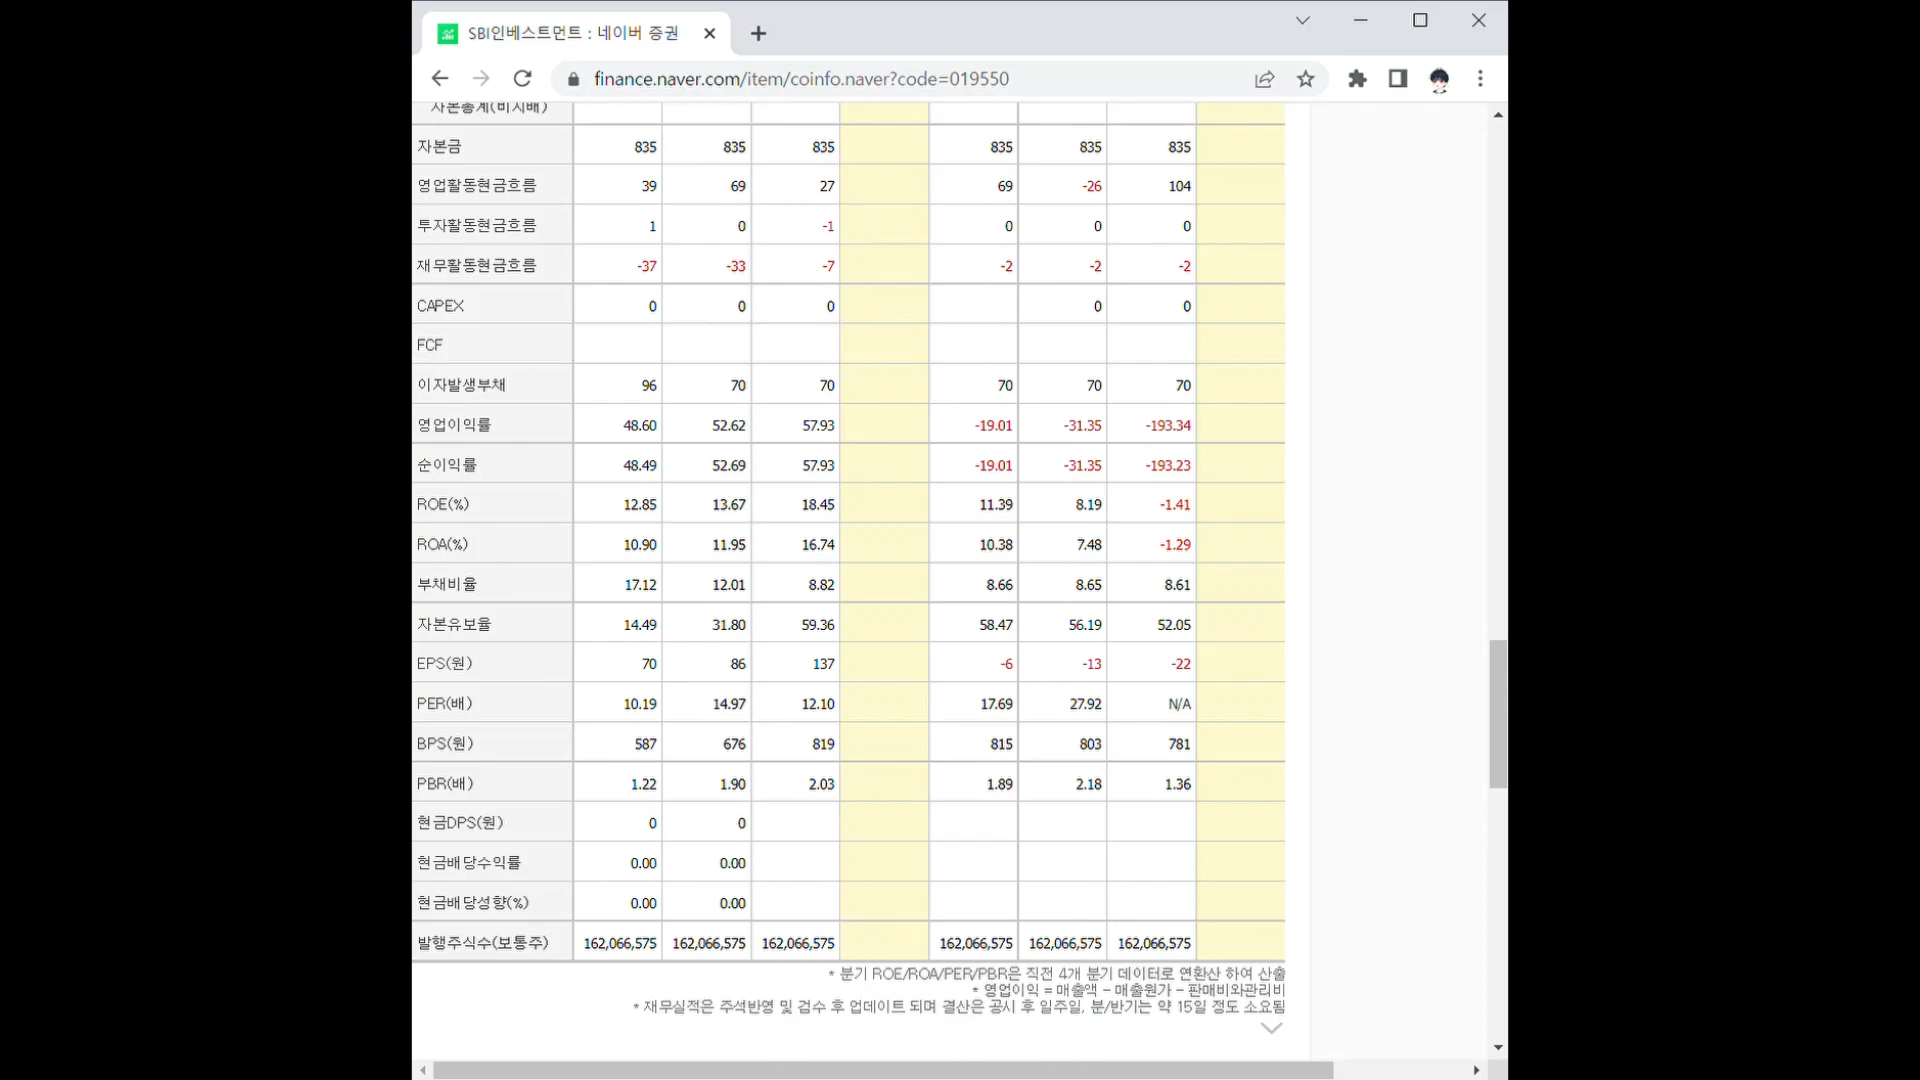 SBI인베스트먼트 : 네이버 증권
finance.naver.com/item/coinfo.naver?code=019550
자본총계(비지배)
자본금 835 835 835 835 835 835
영업활동현금흐름 39 69 27 69 -26 104
투자활동현금흐름 1 0 -1 0 0 0
재무활동현금흐름 -37 -33 -7 -2 -2 -2
CAPEX 0 0 0 0 0
FCF
이자발생부채 96 70 70 70 70 70
영업이익률 48.60 52.62 57.93 -19.01 -31.35 -193.34
순이익률 48.49 52.69 57.93 -19.01 -31.35 -193.23
ROE(%) 12.85 13.67 18.45 11.39 8.19 -1.41
ROA(%) 10.90 11.95 16.74 10.38 7.48 -1.29
부채비율 17.12 12.01 8.82 8.66 8.65 8.61
자본유보율 14.49 31.80 59.36 58.47 56.19 52.05
EPS(원) 70 86 137 -6 -13 -22
PER(배) 10.19 14.97 12.10 17.69 27.92 N/A
BPS(원) 587 676 819 815 803 781
PBR(배) 1.22 1.90 2.03 1.89 2.18 1.36
현금DPS(원) 0 0
현금배당수익률 0.00 0.00
현금배당성향(%) 0.00 0.00
발행주식수(보통주) 162,066,575 162,066,575 162,066,575 162,066,575 162,066,575 162,066,575
* 분기 ROE/ROA/PER/PBR은 직전 4개 분기 데이터로 연환산 하여 산출
* 영업이익 = 매출액 - 매출원가 - 판매비와관리비
* 재무실적은 주석반영 및 검수 후 업데이트 되며 결산은 공시 후 일주일, 분/반기는 약 15일 정도 소요됨